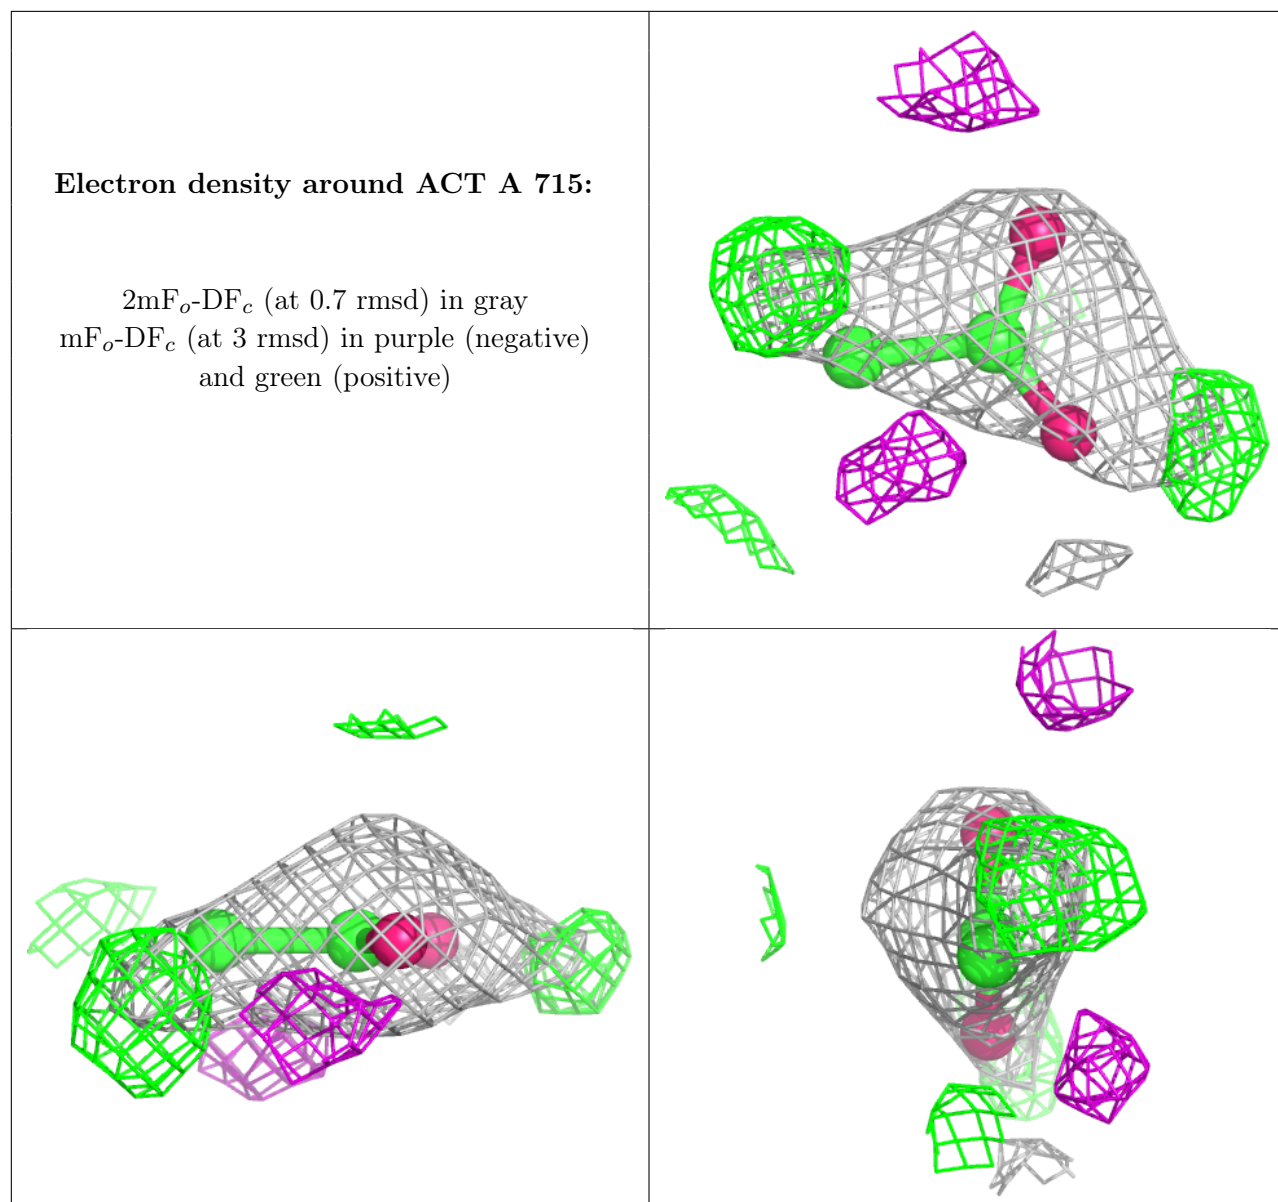 Electron density around ACT A 715:
2mFo-DFc (at 0.7 rmsd) in gray
mFo-DFc (at 3 rmsd) in purple (negative)
and green (positive)